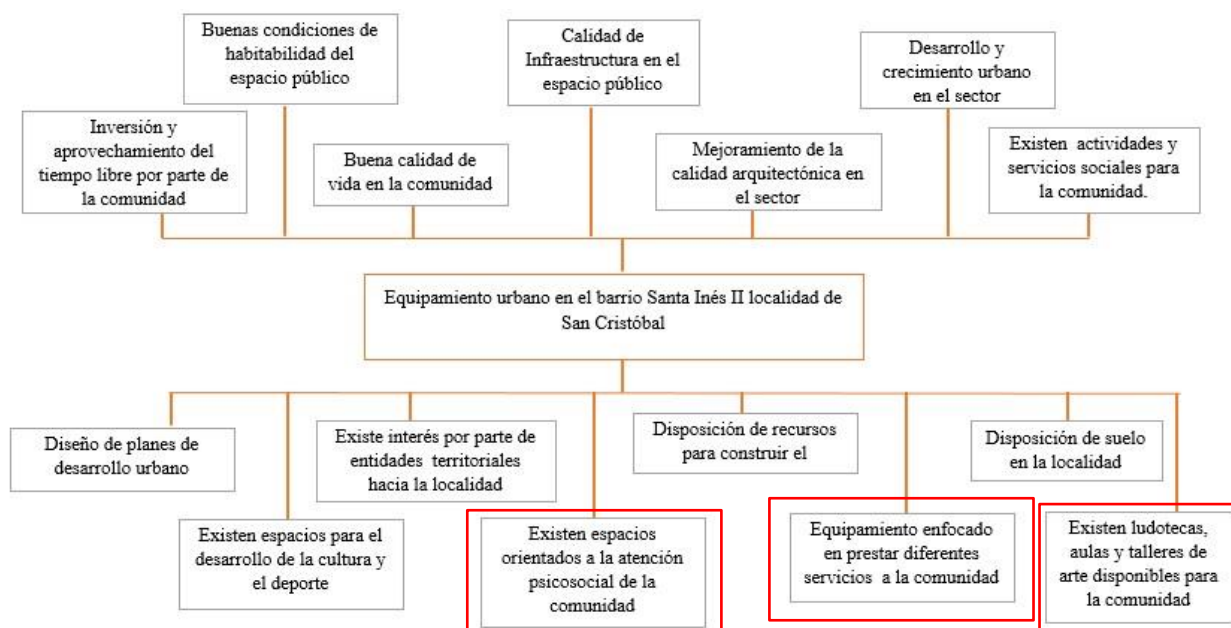 Buenas condiciones de
habitabilidad del
espacio público
Calidad de
Infraestructura en el
espacio público
Desarrollo y
crecimiento urbano
en el sector
Inversión y
aprovechamiento del
tiempo libre por parte de
la comunidad
Buena calidad de
vida en la comunidad
Mejoramiento de la
calidad arquitectónica en
el sector
Existen actividades y
servicios sociales para
la comunidad.
Equipamiento urbano en el barrio Santa Inés II localidad de
San Cristóbal
Diseño de planes de
desarrollo urbano
Existe interés por parte de
entidades territoriales
hacia la localidad
Disposición de recursos
para construir el
Disposición de suelo
en la localidad
Existen espacios para el
desarrollo de la cultura y
el deporte
Existen espacios
orientados a la atención
psicosocial de la
comunidad
Equipamiento enfocado
en prestar diferentes
servicios a la comunidad
Existen ludotecas,
aulas y talleres de
arte disponibles para
la comunidad